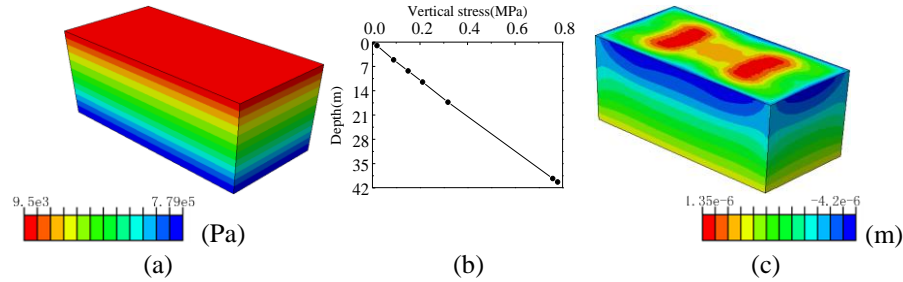 Vertical stress(MPa)
0.0 0.2 0.4 0.6 0.8
Depth(m)
0
7
14
21
28
35
42
9.5e3 7.79e5
(Pa)
1.35e-6 -4.2e-6
(m)
(a) (b) (c)